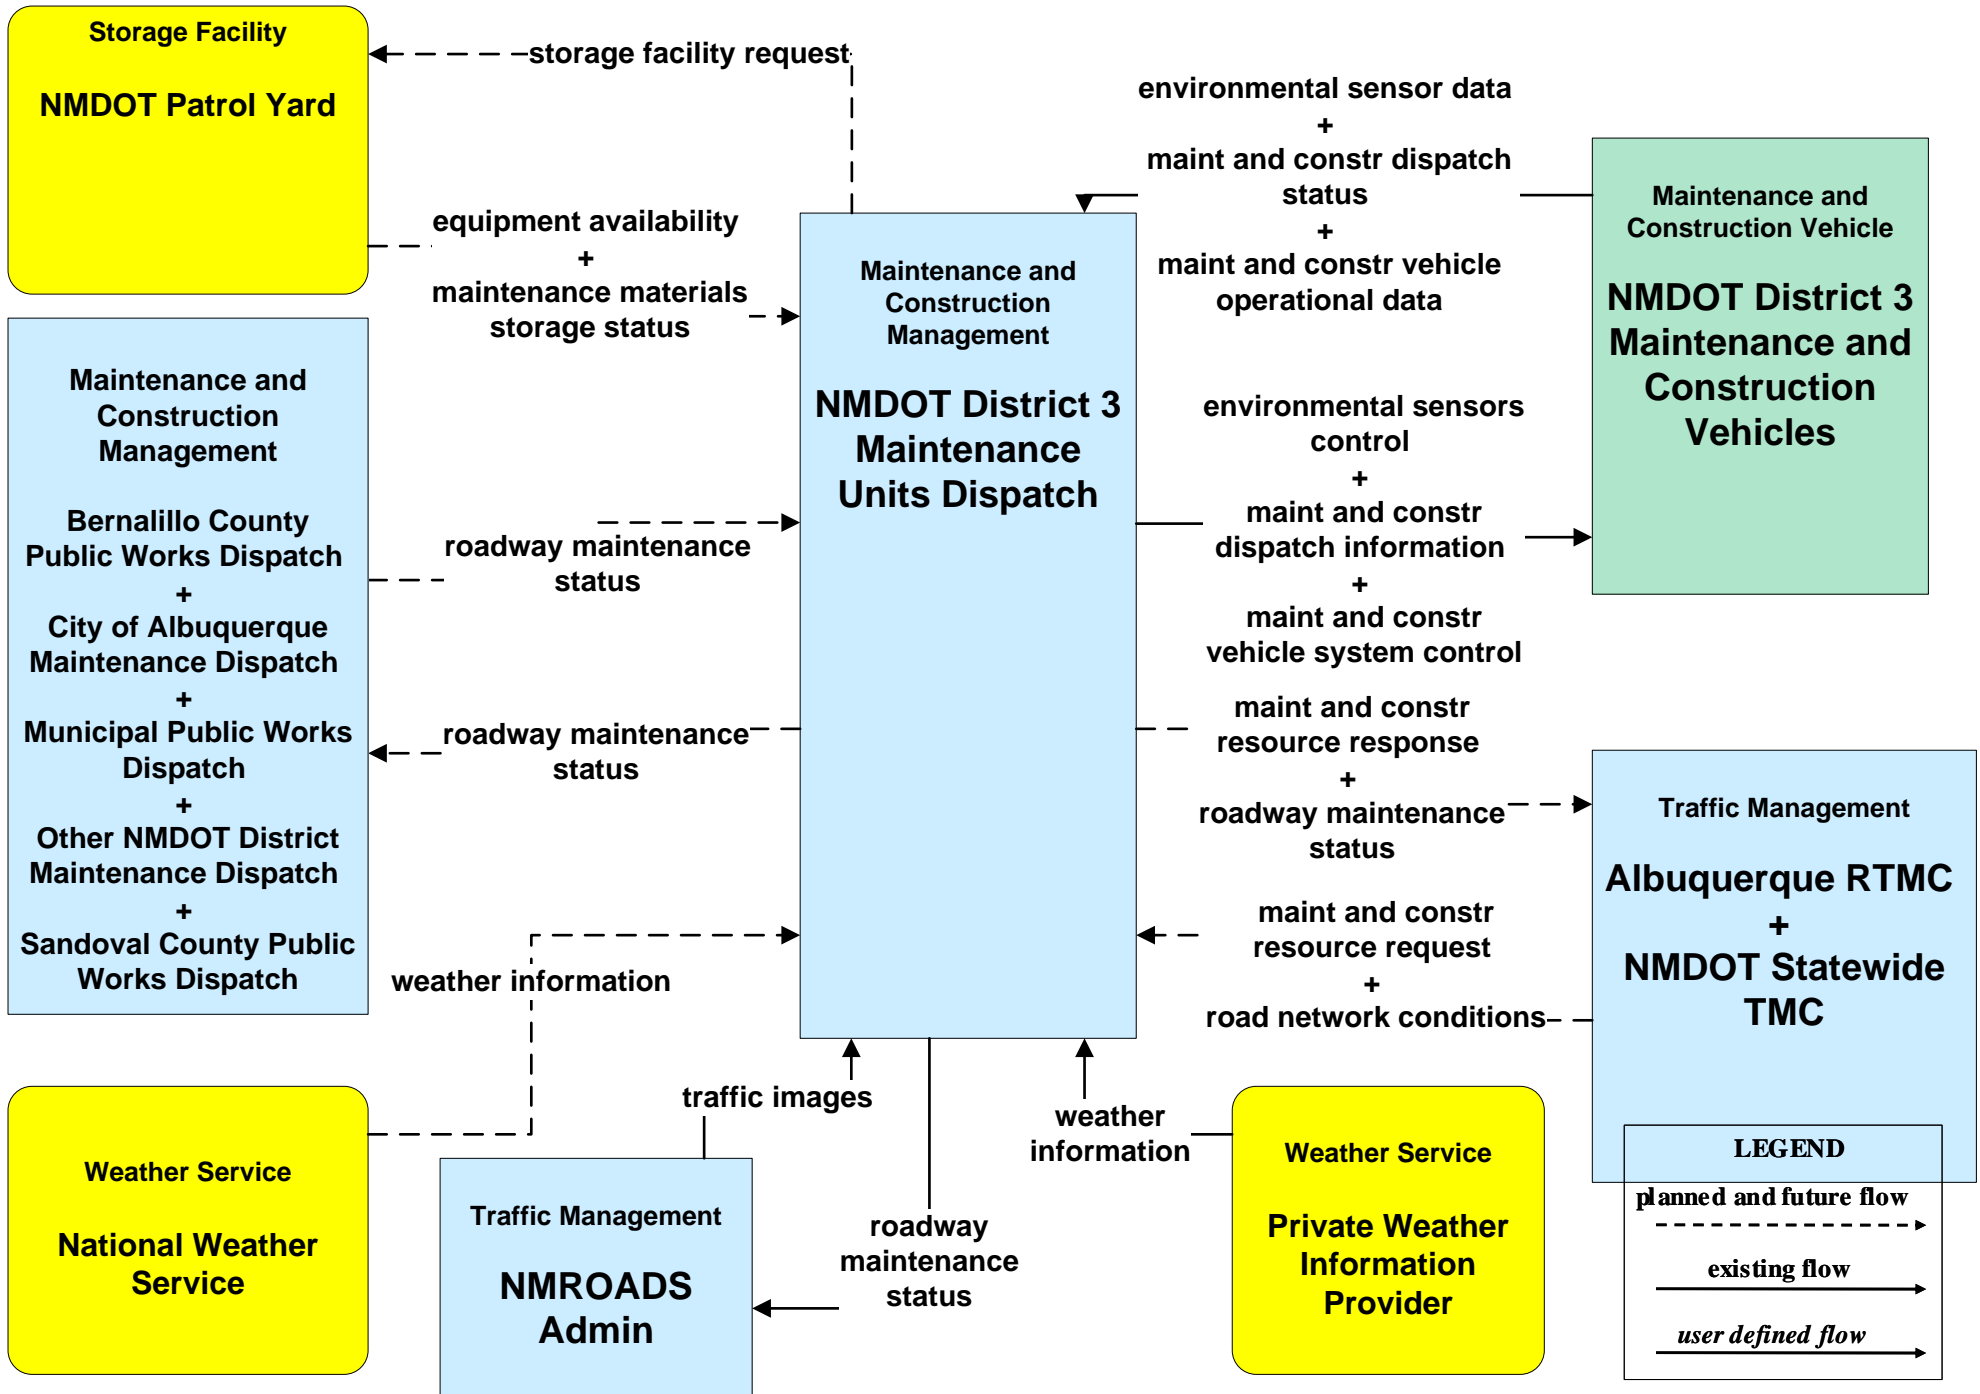 Storage Facility
NMDOT Patrol Yard
storage facility request
equipment availability
+
maintenance materials
storage status
Maintenance and
Construction
Management
Bernalillo County
Public Works Dispatch
+
City of Albuquerque
Maintenance Dispatch
+
Municipal Public Works
Dispatch
+
Other NMDOT District
Maintenance Dispatch
+
Sandoval County Public
Works Dispatch
roadway maintenance
status
roadway maintenance
status
weather information
Weather Service
National Weather
Service
Maintenance and
Construction
Management
NMDOT District 3
Maintenance
Units Dispatch
traffic images
Traffic Management
NMROADS
Admin
roadway
maintenance
status
weather
information
Weather Service
Private Weather
Information
Provider
environmental sensor data
+
maint and constr dispatch
status
+
maint and constr vehicle
operational data
environmental sensors
control
+
maint and constr
dispatch information
+
maint and constr
vehicle system control
maint and constr
resource response
+
roadway maintenance
status
maint and constr
resource request
+
road network conditions
Maintenance and
Construction Vehicle
NMDOT District 3
Maintenance and
Construction
Vehicles
Traffic Management
Albuquerque RTMC
+
NMDOT Statewide
TMC
LEGEND
planned and future flow
existing flow
user defined flow